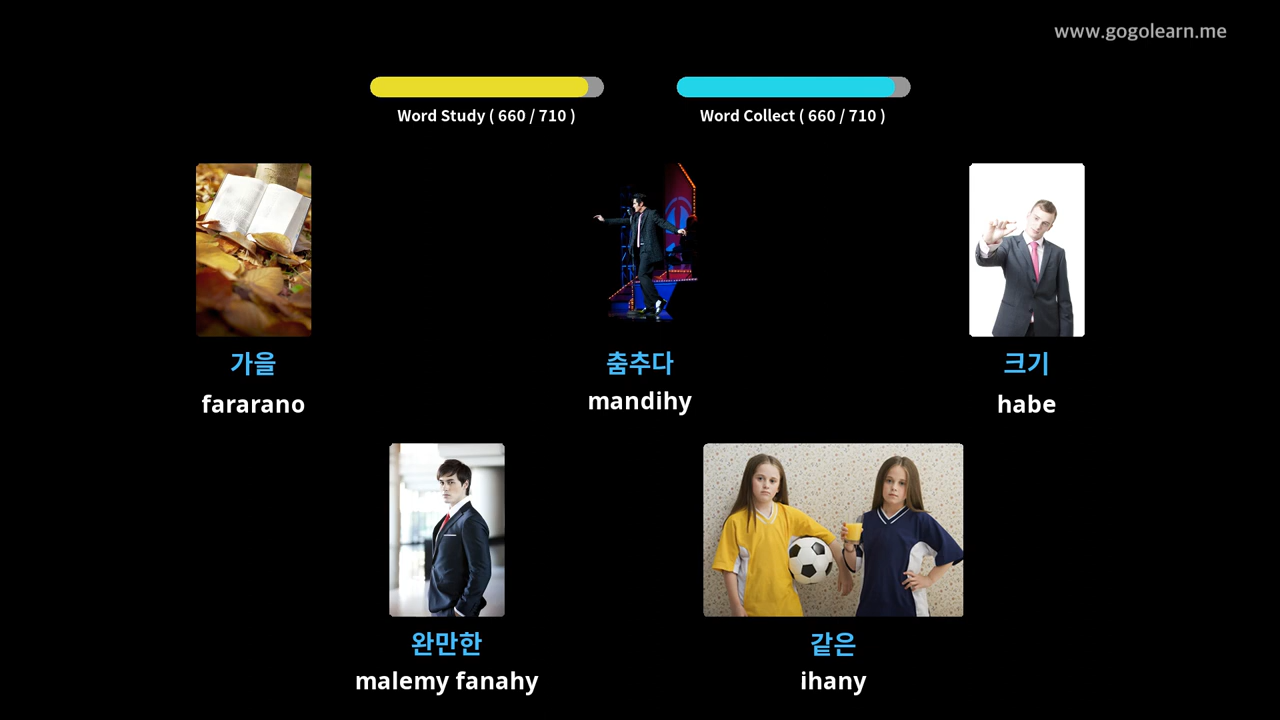 www.gogolearn.me
Word Study ( 660 / 710 )
Word Collect ( 660 / 710 )
가을
춤추다
크기
fararano
mandihy
habe
완만한
같은
malemy fanahy
ihany